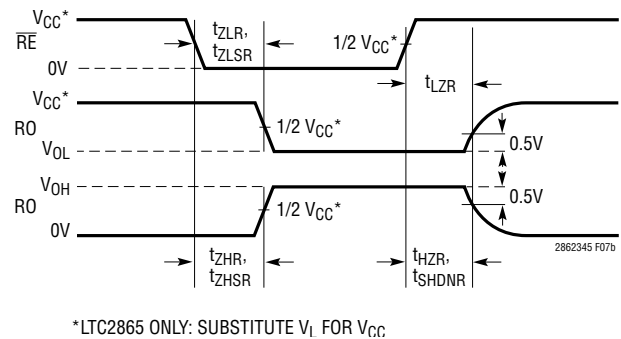 VCC*
RE
0V
tZLR,
tZLSR
1/2 VCC*
tLZR
VCC*
RO
VOL
1/2 VCC*
0.5V
VOH
RO
0V
1/2 VCC*
0.5V
2862345 F07b
tZHR,
tZHSR
tHZR,
tSHDNR
*LTC2865 ONLY: SUBSTITUTE VL FOR VCC